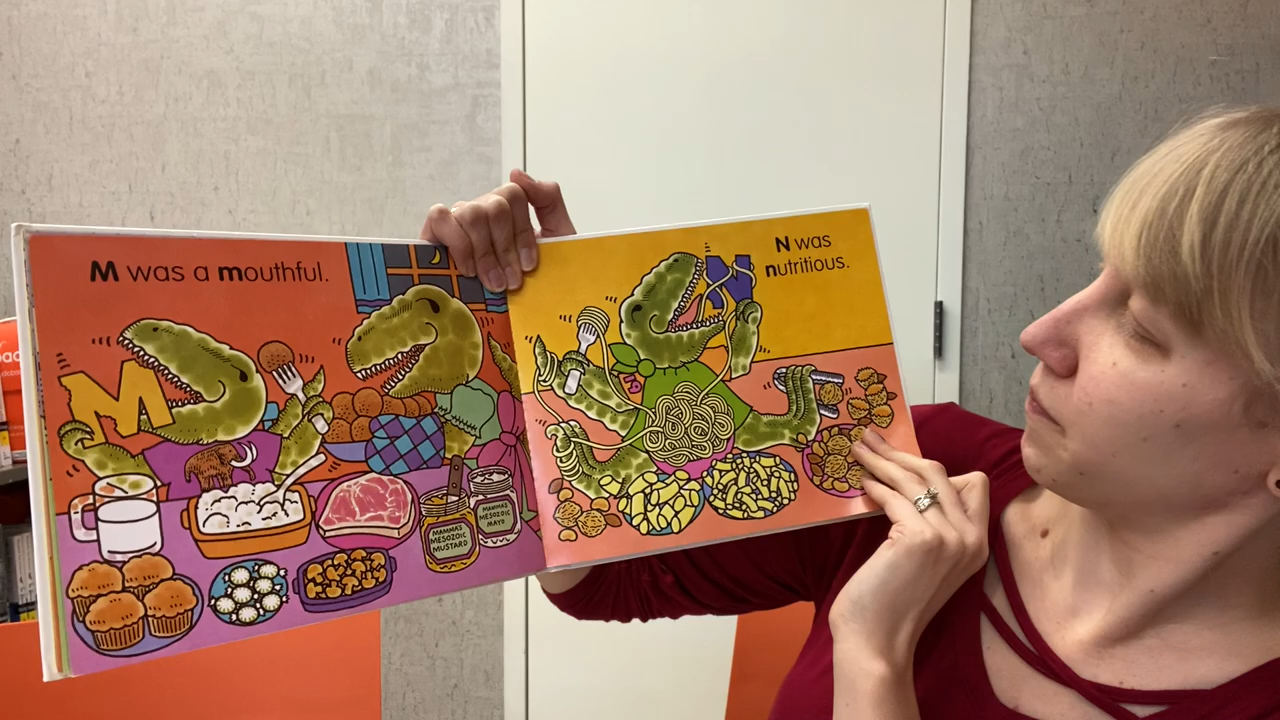 M was a mouthful.
N was
nutritious.
MAMMA'S
MESOZOIC
MUSTARD
MAMMA'S
MESOZOIC
MAYO